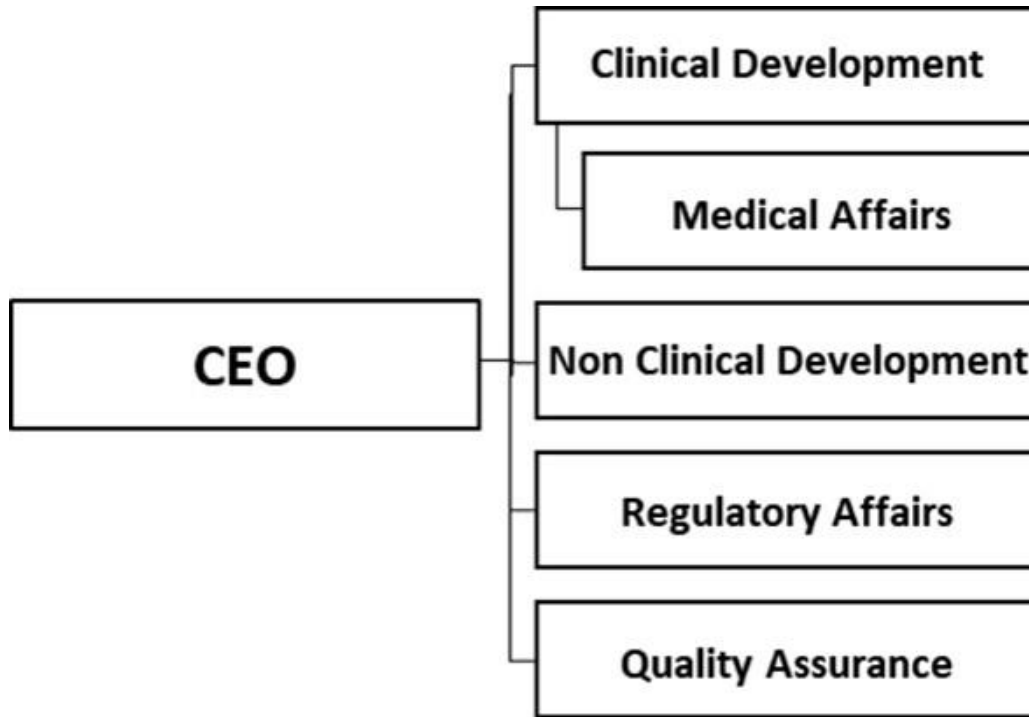 Clinical Development
Medical Affairs
CEO
Non Clinical Development
Regulatory Affairs
Quality Assurance